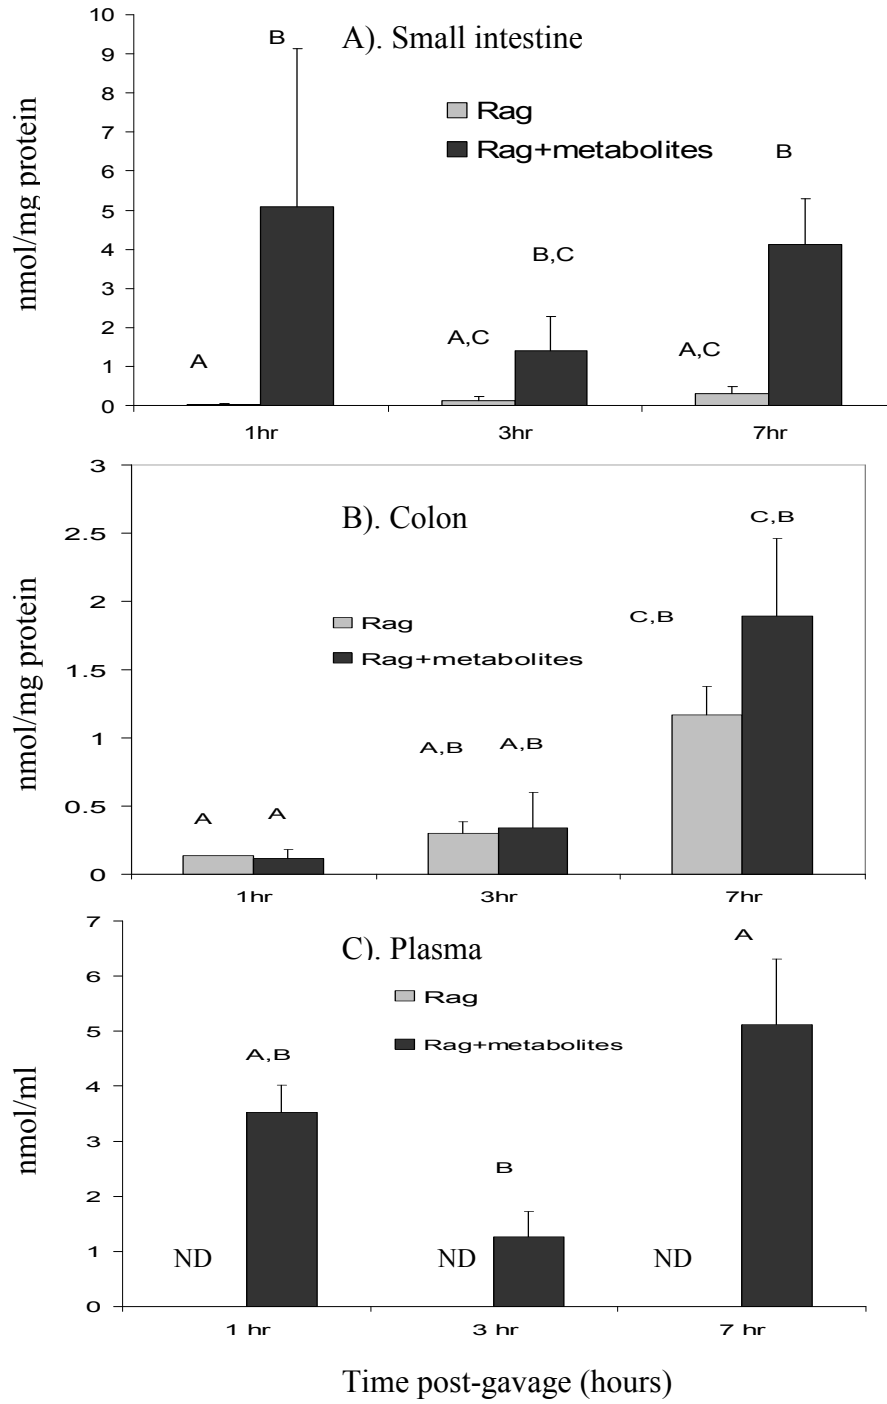 10
9
8
7
6
5
4
3
2
1
0
nmol/mg protein
A). Small intestine
Rag
Rag+metabolites
A
B
A,C
B,C
A,C
B
1hr 3hr 7hr
3
2.5
2
1.5
1
0.5
0
nmol/mg protein
B). Colon
Rag
Rag+metabolites
A
A
A,B
A,B
C,B
C,B
1hr 3hr 7hr
7
6
5
4
3
2
1
0
nmol/ml
C). Plasma
Rag
Rag+metabolites
ND
A,B
ND
B
ND
A
1 hr 3 hr 7 hr
Time post-gavage (hours)